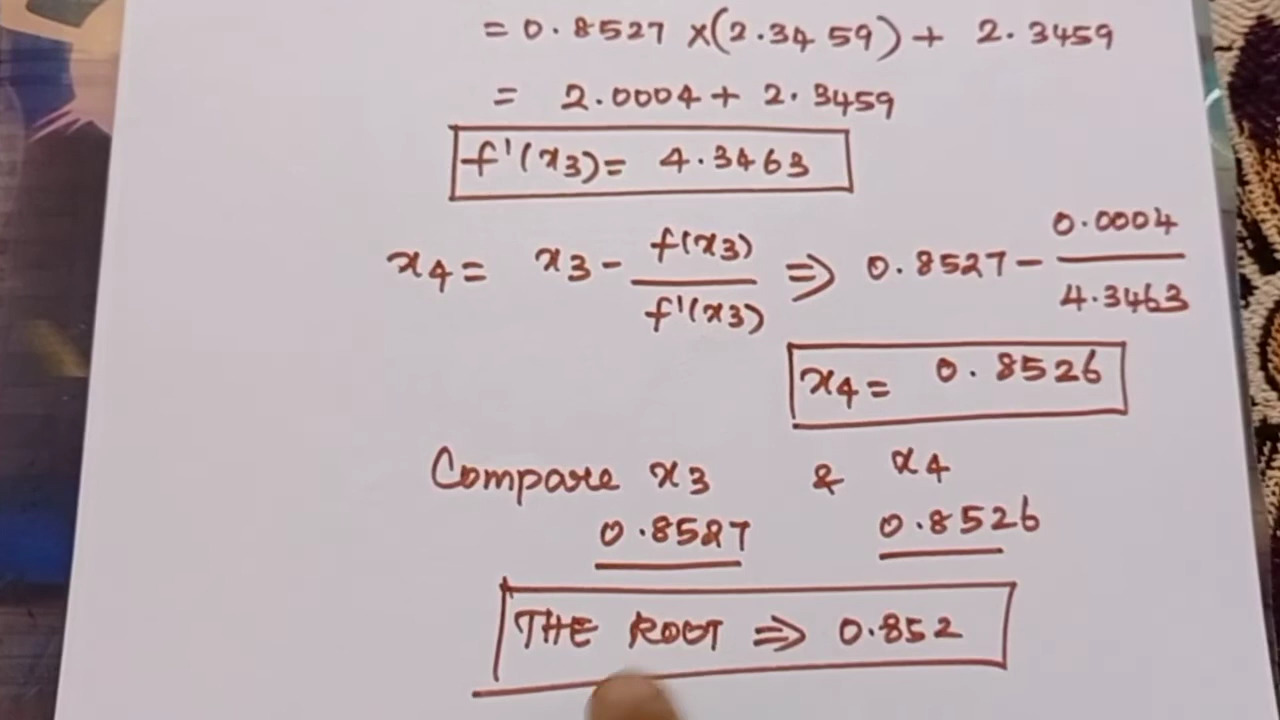 = 0.8527 ×(2.3459) + 2.3459
= 2.0004 + 2.3459
f'(x3) = 4.3463
x4 = x3 - f(x3)/f'(x3) ⇒ 0.8527 - 0.0004/4.3463
x4 = 0.8526
Compare x3 & x4
0.8527 0.8526
THE ROOT ⇒ 0.852